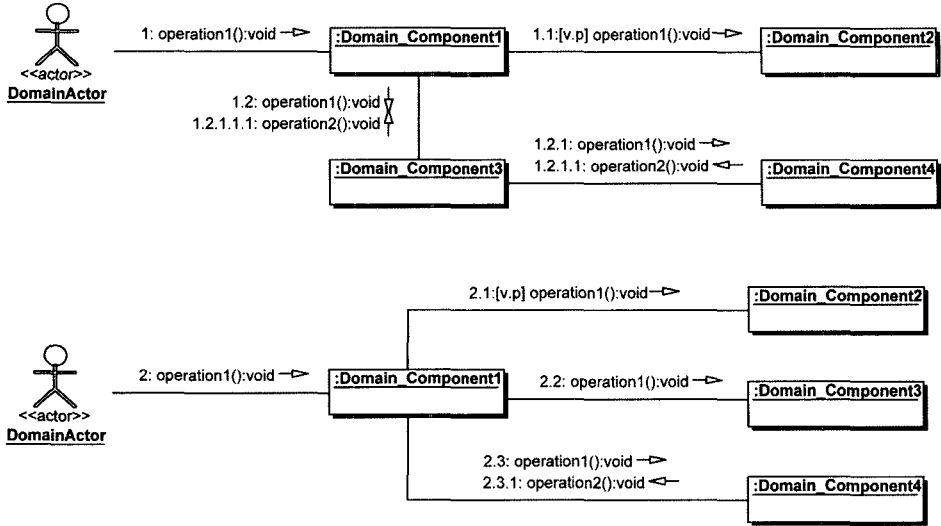 1: operation1():void
:Domain_Component1
1.1:[v.p] operation1():void
:Domain_Component2
<<actor>>
DomainActor
1.2: operation1():void
1.2.1.1.1: operation2():void
1.2.1: operation1():void
1.2.1.1: operation2():void
:Domain_Component3
:Domain_Component4
2.1:[v.p] operation1():void
:Domain_Component2
2: operation1():void
:Domain_Component1
2.2: operation1():void
:Domain_Component3
<<actor>>
DomainActor
2.3: operation1():void
2.3.1: operation2():void
:Domain_Component4